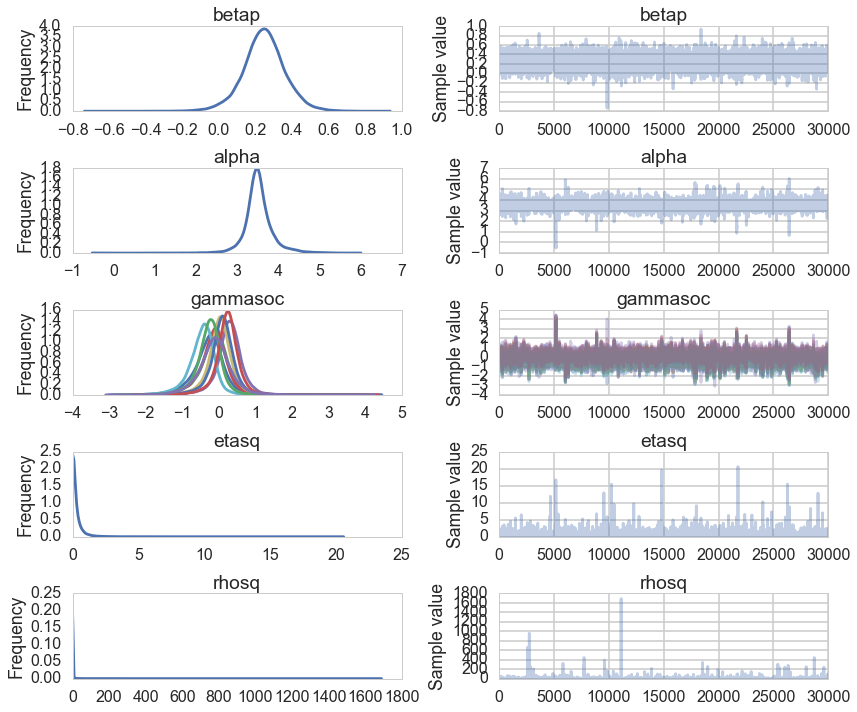 betap
Frequency
4.0
3.5
3.0
2.5
2.0
1.5
1.0
0.5
0.0
−0.8 −0.6 −0.4 −0.2 0.0 0.2 0.4 0.6 0.8 1.0
betap
Sample value
1.0
0.8
0.6
0.4
0.2
0.0
−0.2
−0.4
−0.6
−0.8
0 5000 10000 15000 20000 25000 30000
alpha
Frequency
1.8
1.6
1.4
1.2
1.0
0.8
0.6
0.4
0.2
0.0
−1 0 1 2 3 4 5 6 7
alpha
Sample value
7
6
5
4
3
2
1
0
−1
0 5000 10000 15000 20000 25000 30000
gammasoc
Frequency
1.6
1.4
1.2
1.0
0.8
0.6
0.4
0.2
0.0
−4 −3 −2 −1 0 1 2 3 4 5
gammasoc
Sample value
5
4
3
2
1
0
−1
−2
−3
−4
0 5000 10000 15000 20000 25000 30000
etasq
Frequency
2.5
2.0
1.5
1.0
0.5
0.0
0 5 10 15 20 25
etasq
Sample value
25
20
15
10
5
0
0 5000 10000 15000 20000 25000 30000
rhosq
Frequency
0.25
0.20
0.15
0.10
0.05
0.00
0 200 400 600 800 1000 1200 1400 1600 1800
rhosq
Sample value
1800
1600
1400
1200
1000
800
600
400
200
0
0 5000 10000 15000 20000 25000 30000